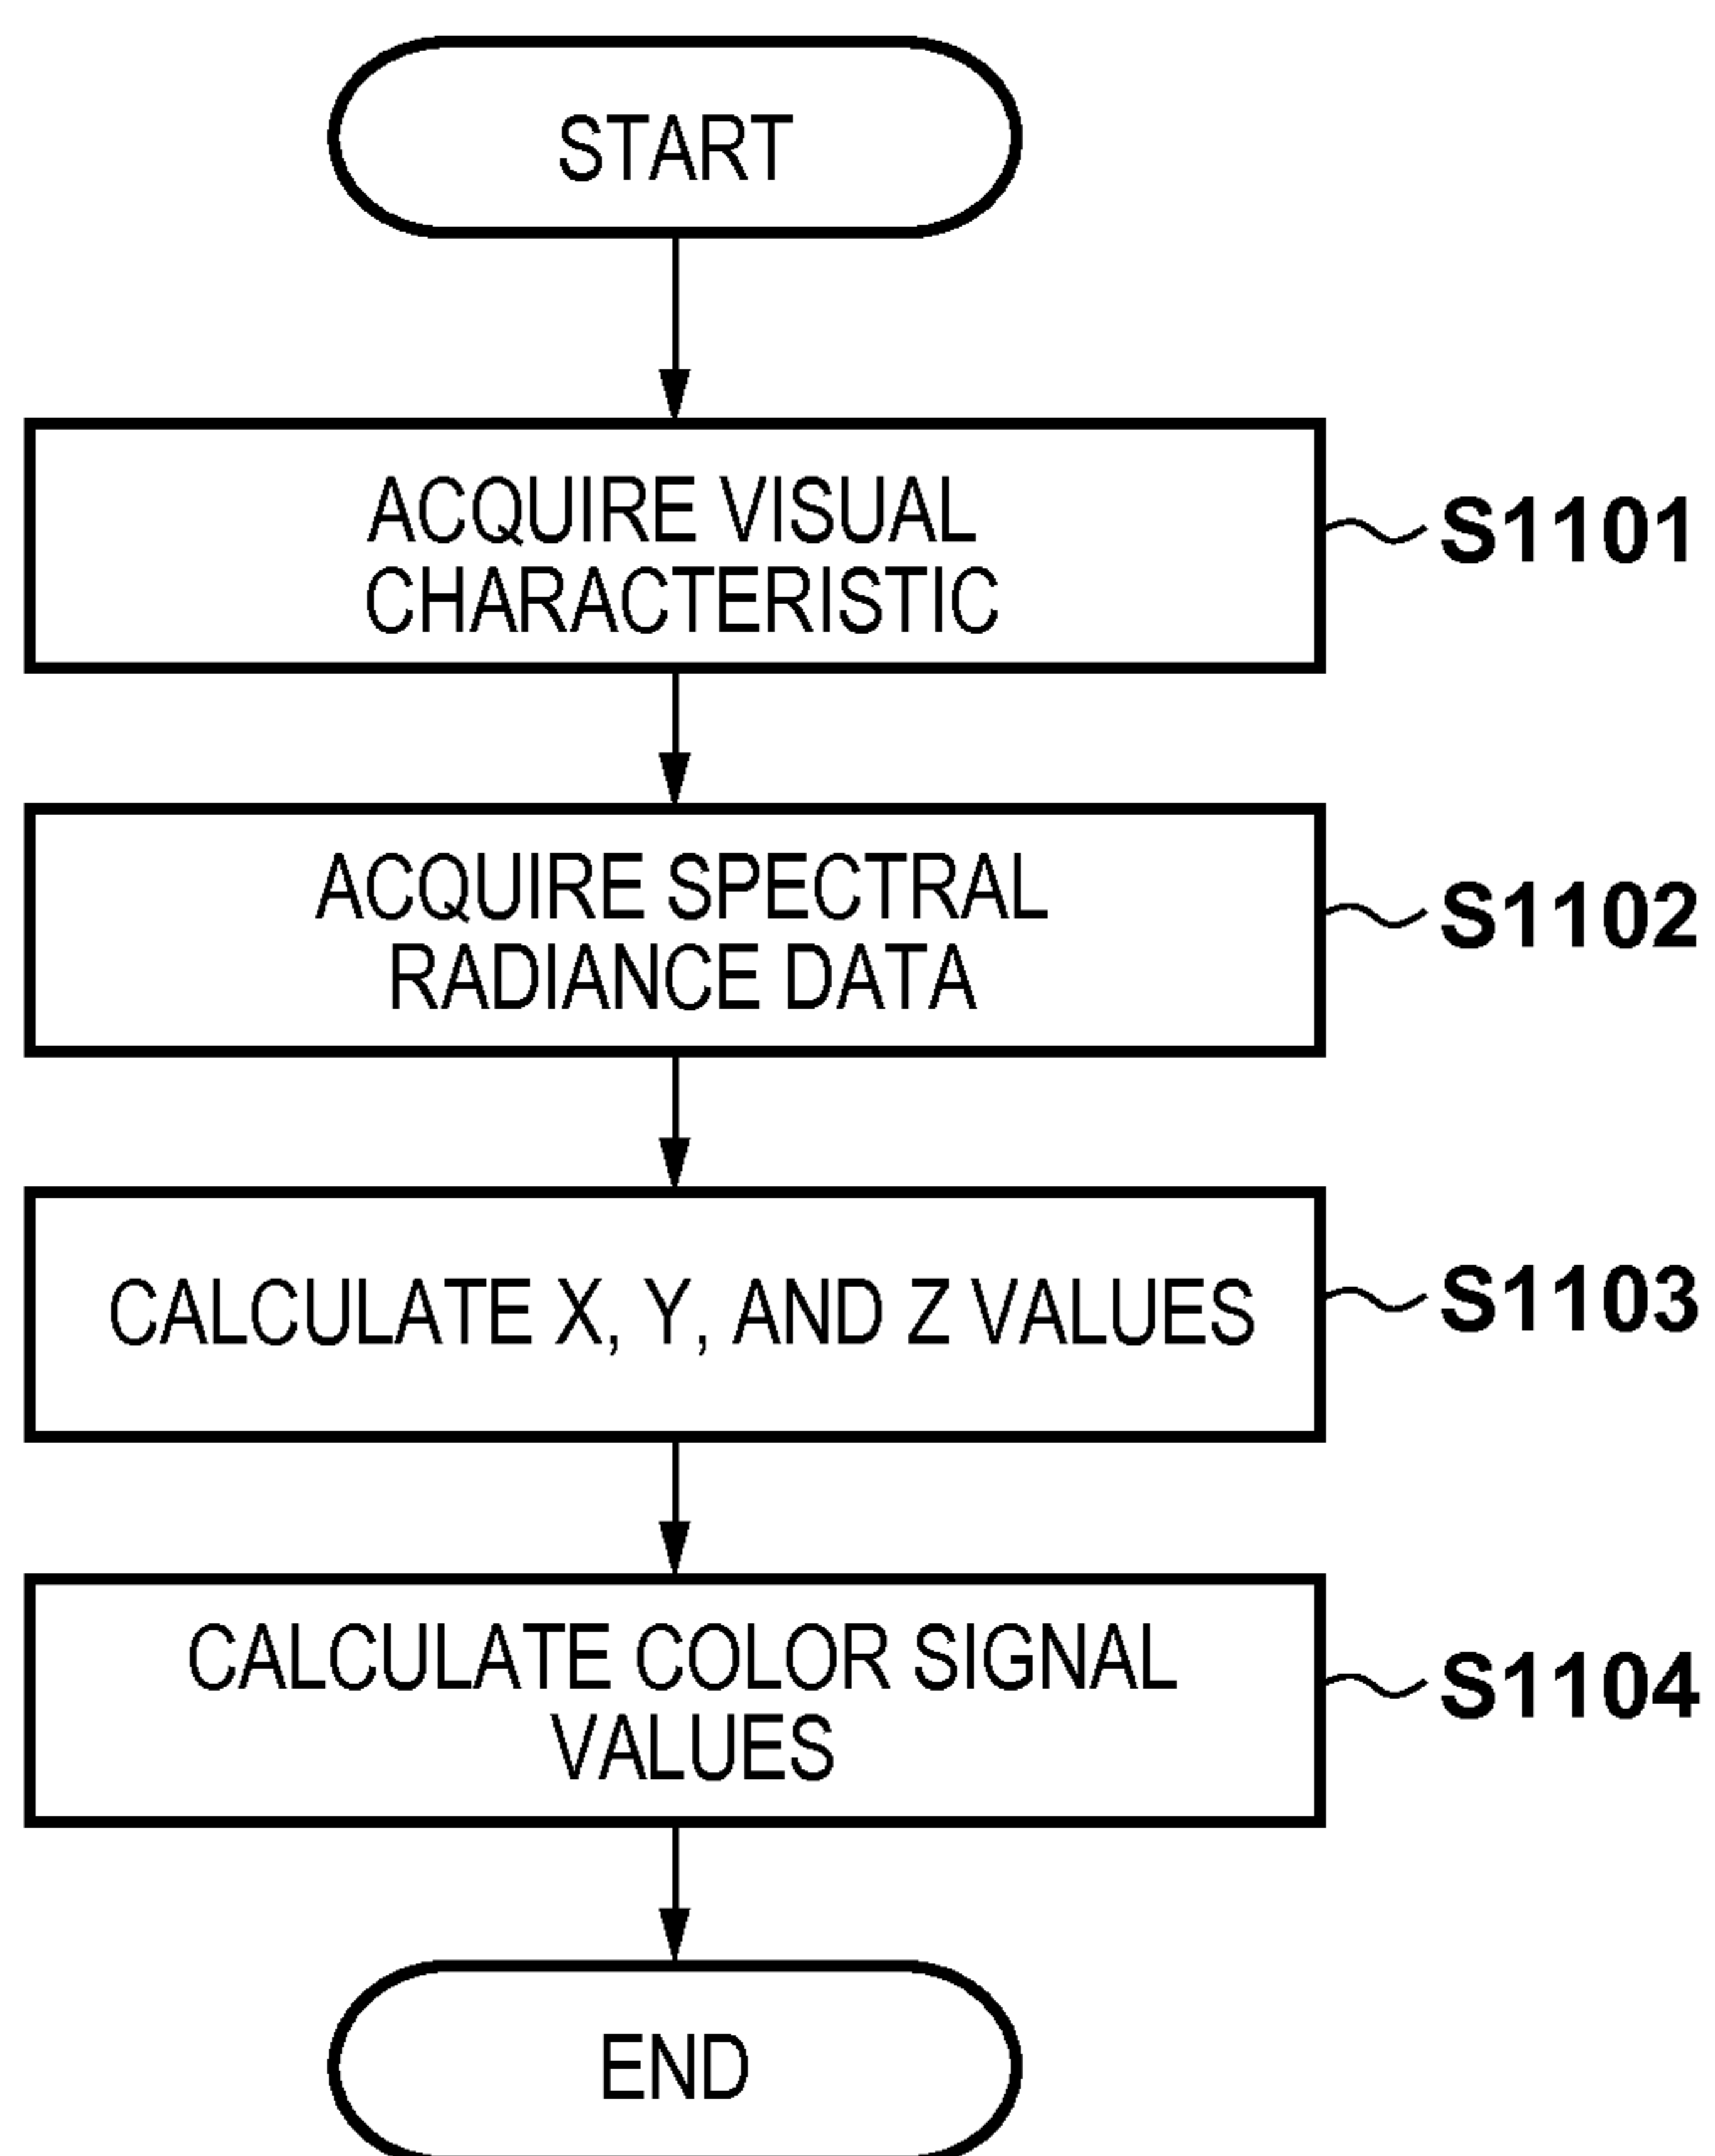 START
ACQUIRE VISUAL
CHARACTERISTIC
S1101
ACQUIRE SPECTRAL
RADIANCE DATA
S1102
CALCULATE X, Y, AND Z VALUES
S1103
CALCULATE COLOR SIGNAL
VALUES
S1104
END